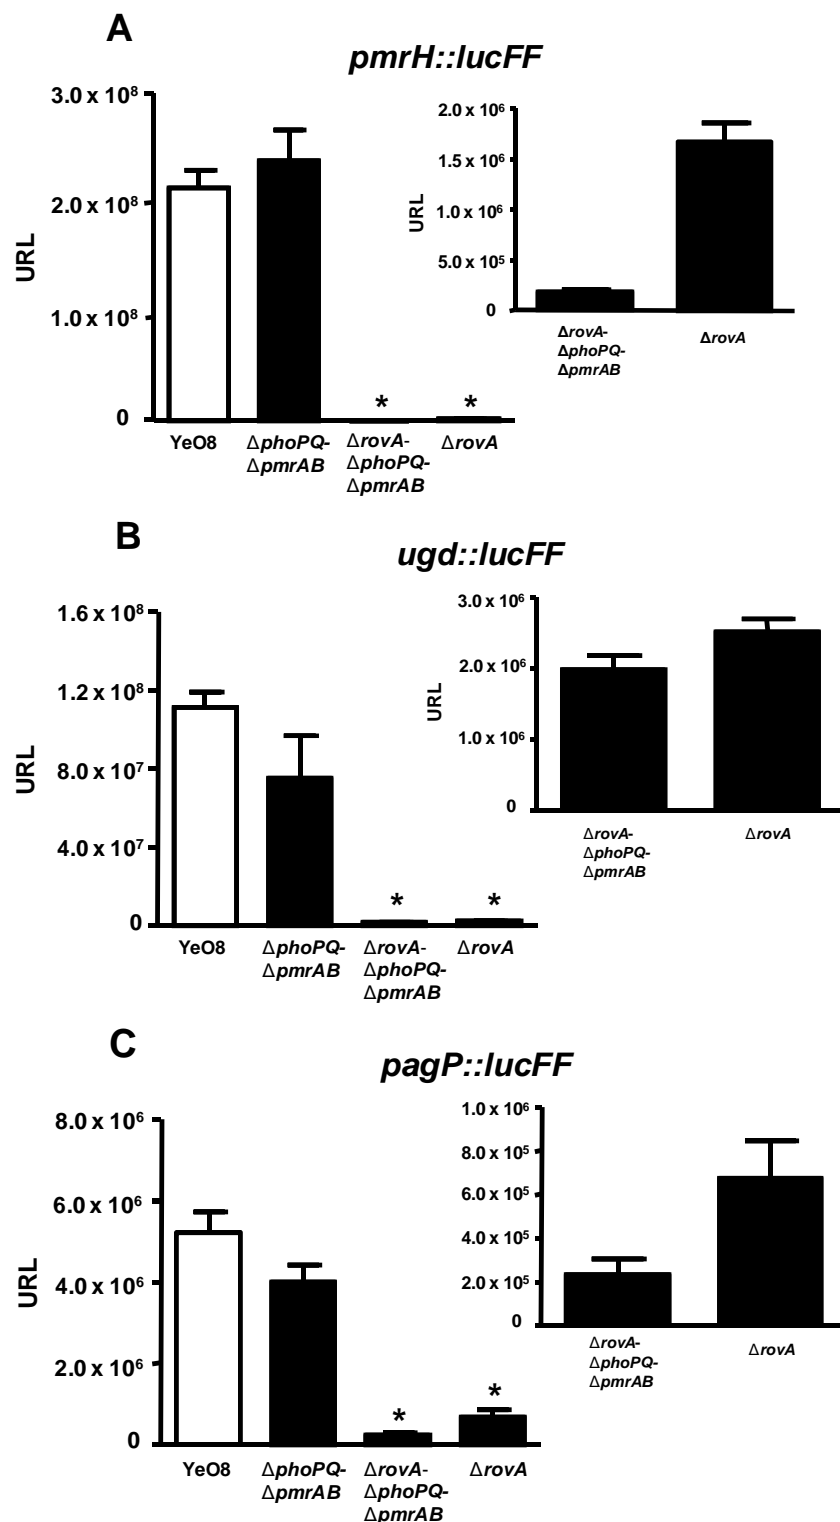 A
pmrH::lucFF
3.0 x 10⁸
2.0 x 10⁸
1.0 x 10⁸
0
URL
YeO8
ΔphoPQ-
ΔpmrAB
ΔrovA-
ΔphoPQ-
ΔpmrAB
ΔrovA
*
*
2.0 x 10⁶
1.5 x 10⁶
1.0 x 10⁶
5.0 x 10⁵
0
URL
ΔrovA-
ΔphoPQ-
ΔpmrAB
ΔrovA
B
ugd::lucFF
1.6 x 10⁸
1.2 x 10⁸
8.0 x 10⁷
4.0 x 10⁷
0
URL
YeO8
ΔphoPQ-
ΔpmrAB
ΔrovA-
ΔphoPQ-
ΔpmrAB
ΔrovA
*
*
3.0 x 10⁶
2.0 x 10⁶
1.0 x 10⁶
0
URL
ΔrovA-
ΔphoPQ-
ΔpmrAB
ΔrovA
C
pagP::lucFF
8.0 x 10⁶
6.0 x 10⁶
4.0 x 10⁶
2.0 x 10⁶
0
URL
YeO8
ΔphoPQ-
ΔpmrAB
ΔrovA-
ΔphoPQ-
ΔpmrAB
ΔrovA
*
*
1.0 x 10⁶
8.0 x 10⁵
6.0 x 10⁵
4.0 x 10⁵
2.0 x 10⁵
0
ΔrovA-
ΔphoPQ-
ΔpmrAB
ΔrovA